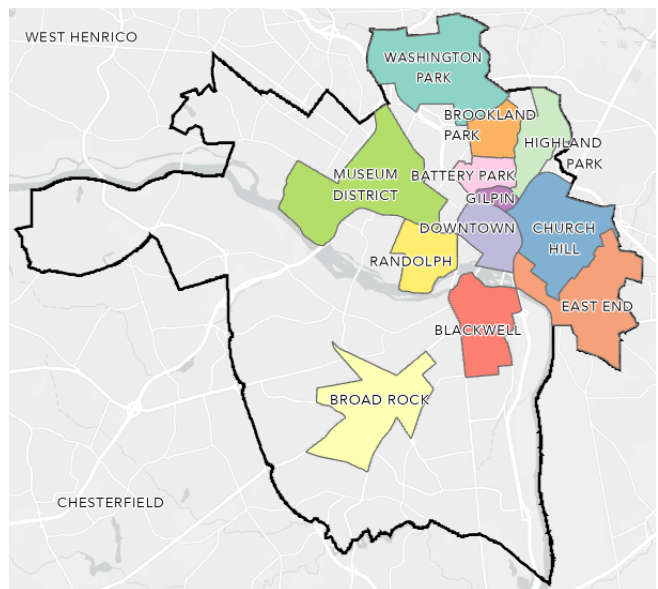 WEST HENRICO
WASHINGTON
PARK
BROOKLAND
PARK
HIGHLAND
PARK
MUSEUM
DISTRICT
BATTERY PARK
GILPIN
DOWNTOWN
CHURCH
HILL
RANDOLPH
EAST END
BLACKWELL
BROAD ROCK
CHESTERFIELD